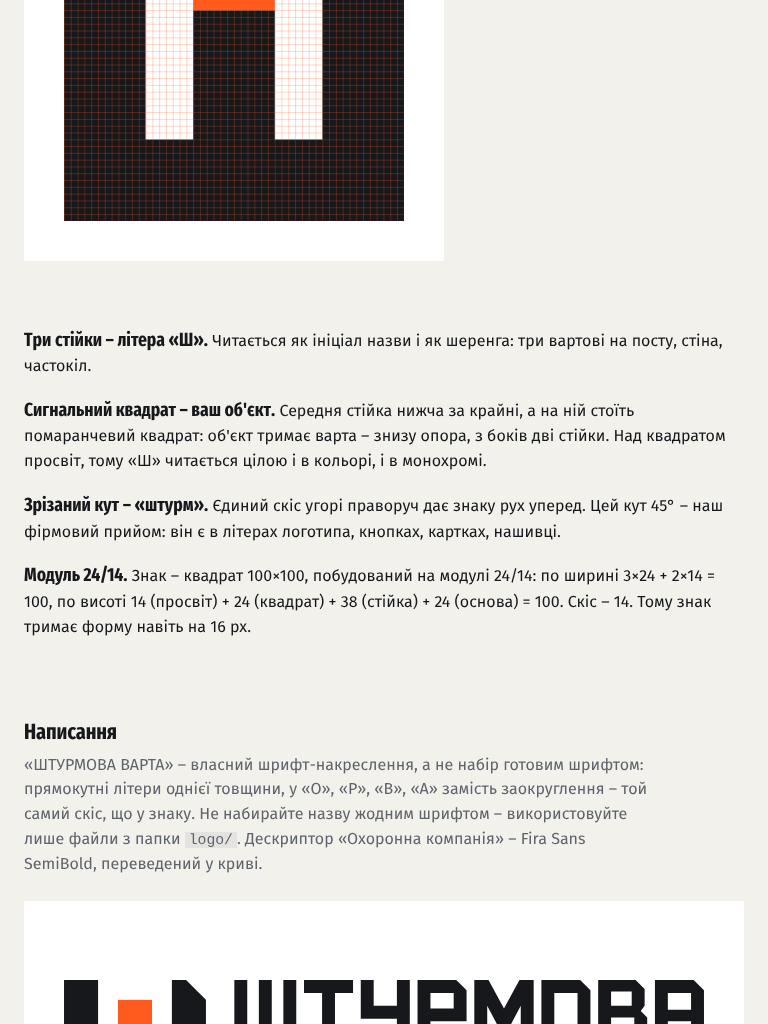 Три стійки – літера «Ш». Читається як ініціал назви і як шеренга: три вартові на посту, стіна,
частокіл.
Сигнальний квадрат – ваш об'єкт. Середня стійка нижча за крайні, а на ній стоїть
помаранчевий квадрат: об'єкт тримає варта – знизу опора, з боків дві стійки. Над квадратом
просвіт, тому «Ш» читається цілою і в кольорі, і в монохромі.
Зрізаний кут – «штурм». Єдиний скіс угорі праворуч дає знаку рух уперед. Цей кут 45° – наш
фірмовий прийом: він є в літерах логотипа, кнопках, картках, нашивці.
Модуль 24/14. Знак – квадрат 100×100, побудований на модулі 24/14: по ширині 3×24 + 2×14 =
100, по висоті 14 (просвіт) + 24 (квадрат) + 38 (стійка) + 24 (основа) = 100. Скіс – 14. Тому знак
тримає форму навіть на 16 px.
Написання
«ШТУРМОВА ВАРТА» – власний шрифт-накреслення, а не набір готовим шрифтом:
прямокутні літери однієї товщини, у «О», «Р», «В», «А» замість заокруглення – той
самий скіс, що у знаку. Не набирайте назву жодним шрифтом – використовуйте
лише файли з папки logo/. Дескриптор «Охоронна компанія» – Fira Sans
SemiBold, переведений у криві.
ШТУРМОВА